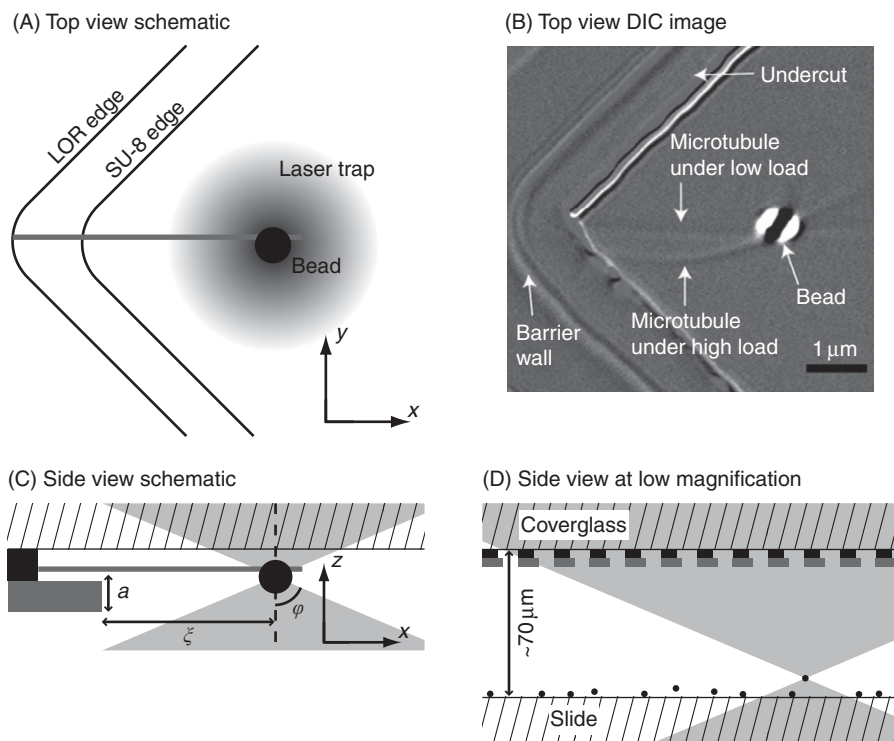 (A) Top view schematic
LOR edge
SU-8 edge
Laser trap
Bead
y
x
(B) Top view DIC image
Undercut
Microtubule
under low load
Bead
Barrier
wall
Microtubule
under high load
1 μm
(C) Side view schematic
a
ξ
φ
z
x
(D) Side view at low magnification
Coverglass
~70 μm
Slide